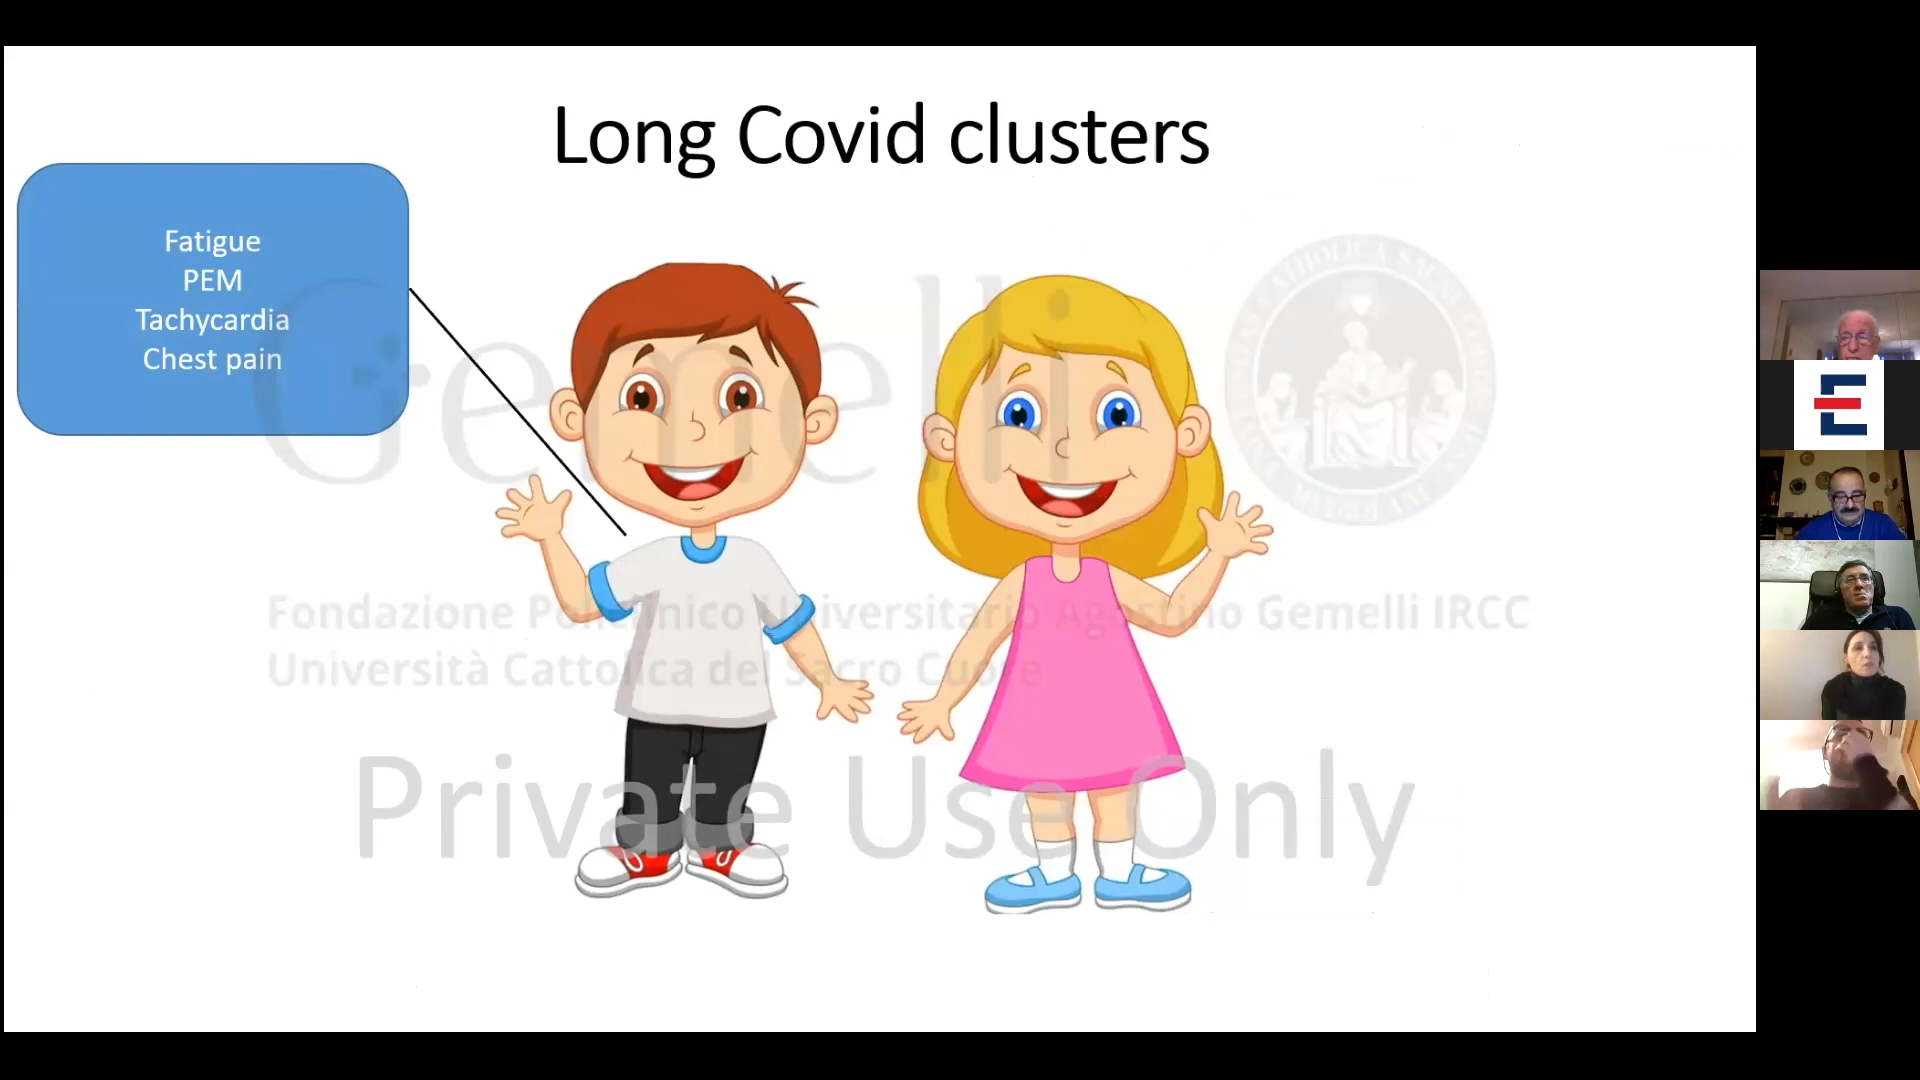 Long Covid clusters
Fatigue
PEM
Tachycardia
Chest pain
Gemelli
Fondazione Policlinico Universitario Agostino Gemelli IRCC
Università Cattolica del Sacro Cuore
Private Use Only